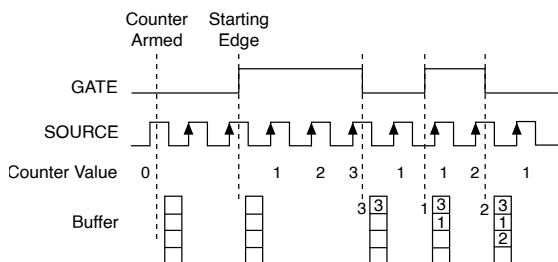 Counter Armed
Starting Edge
GATE
SOURCE
Counter Value 0 1 2 3 1 1 2 1
Buffer
3 3
1 3 1
2 3 1 2